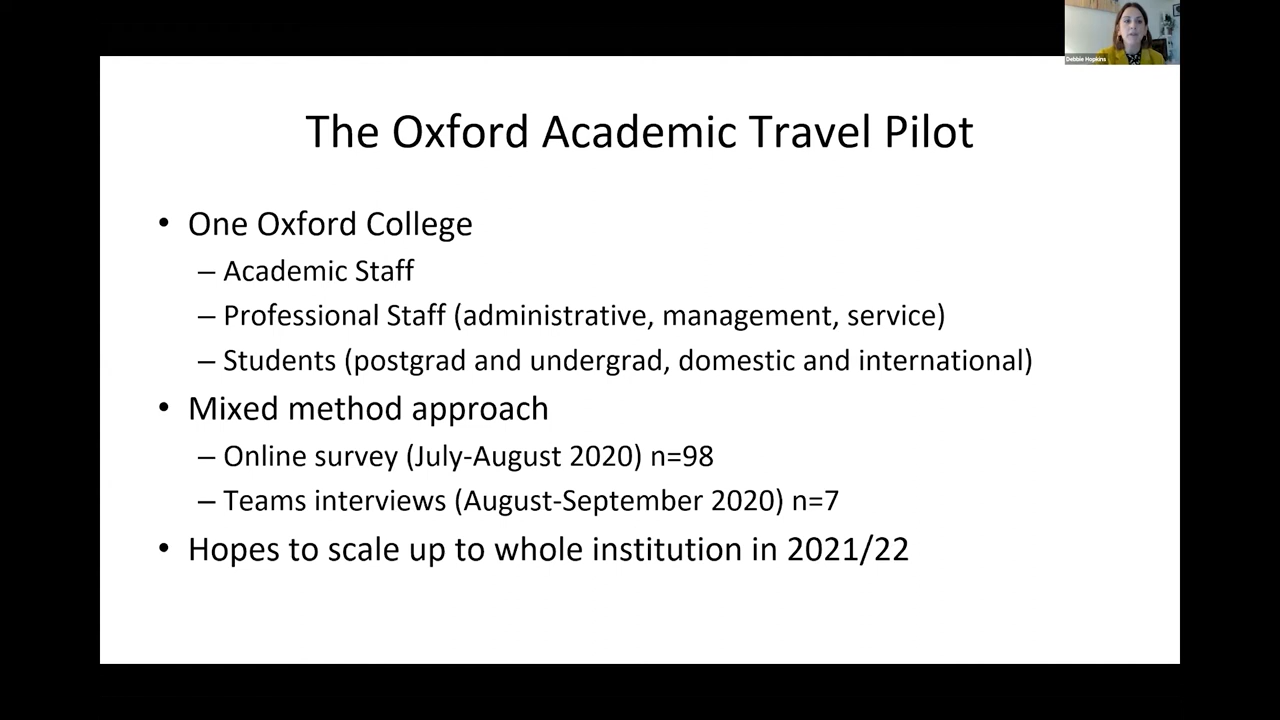 Debbie Hopkins
The Oxford Academic Travel Pilot
• One Oxford College
– Academic Staff
– Professional Staff (administrative, management, service)
– Students (postgrad and undergrad, domestic and international)
• Mixed method approach
– Online survey (July-August 2020) n=98
– Teams interviews (August-September 2020) n=7
• Hopes to scale up to whole institution in 2021/22